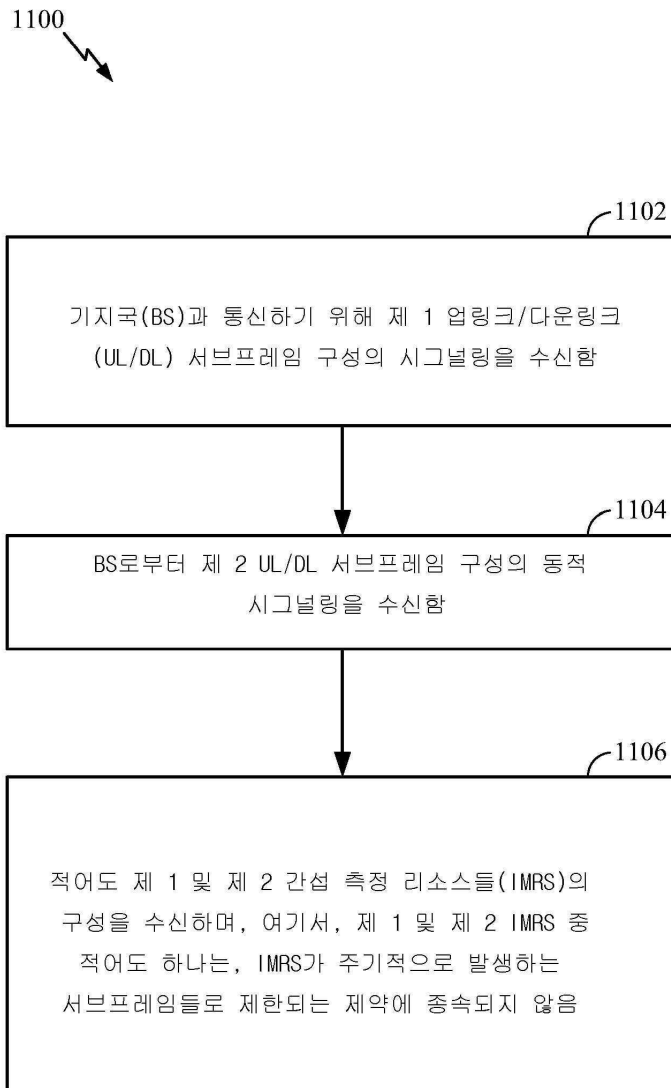 1100
1102
기지국(BS)과 통신하기 위해 제 1 업링크/다운링크
(UL/DL) 서브프레임 구성의 시그널링을 수신함
1104
BS로부터 제 2 UL/DL 서브프레임 구성의 동적
시그널링을 수신함
1106
적어도 제 1 및 제 2 간섭 측정 리소스들(IMRS)의
구성을 수신하며, 여기서, 제 1 및 제 2 IMRS 중
적어도 하나는, IMRS가 주기적으로 발생하는
서브프레임들로 제한되는 제약에 종속되지 않음